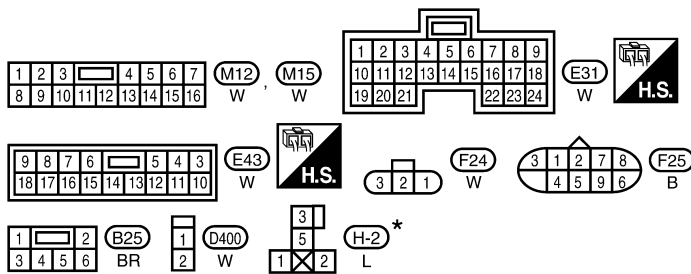 1 2 3 4 5 6 7
8 9 10 11 12 13 14 15 16
M12
W
,
M15
W
1 2 3 4 5 6 7 8 9
10 11 12 13 14 15 16 17 18
19 20 21 22 23 24
E31
W
H.S.
9 8 7 6 5 4 3
18 17 16 15 14 13 12 11 10
E43
W
H.S.
3 2 1
F24
W
3 1 2 7 8
4 5 9 6
F25
B
1 2
3 4 5 6
B25
BR
1
2
D400
W
3
5
1 2
H-2 *
L